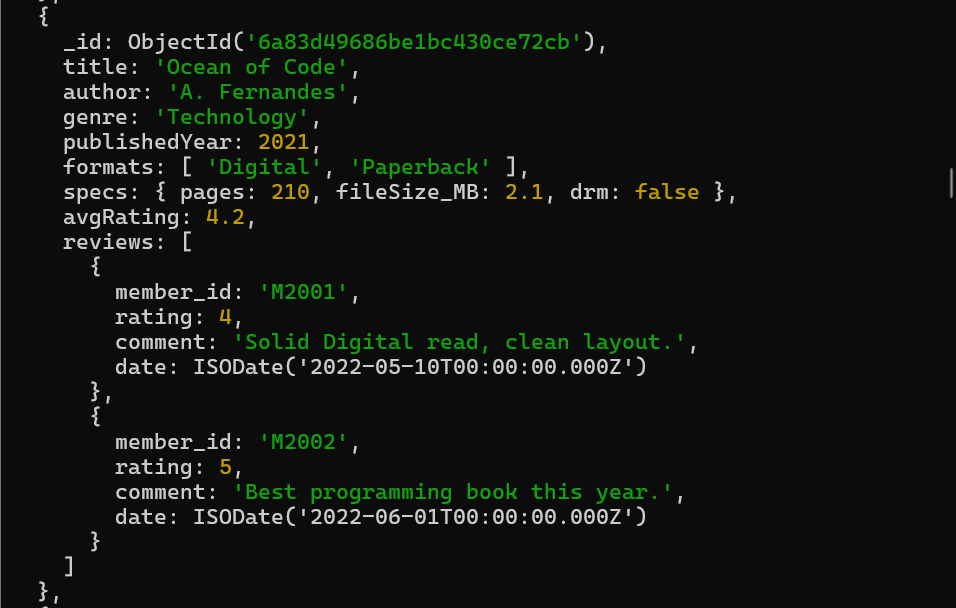 {
_id: ObjectId('6a83d49686be1bc430ce72cb'),
title: 'Ocean of Code',
author: 'A. Fernandes',
genre: 'Technology',
publishedYear: 2021,
formats: [ 'Digital', 'Paperback' ],
specs: { pages: 210, fileSize_MB: 2.1, drm: false },
avgRating: 4.2,
reviews: [
{
member_id: 'M2001',
rating: 4,
comment: 'Solid Digital read, clean layout.',
date: ISODate('2022-05-10T00:00:00.000Z')
},
{
member_id: 'M2002',
rating: 5,
comment: 'Best programming book this year.',
date: ISODate('2022-06-01T00:00:00.000Z')
}
]
},